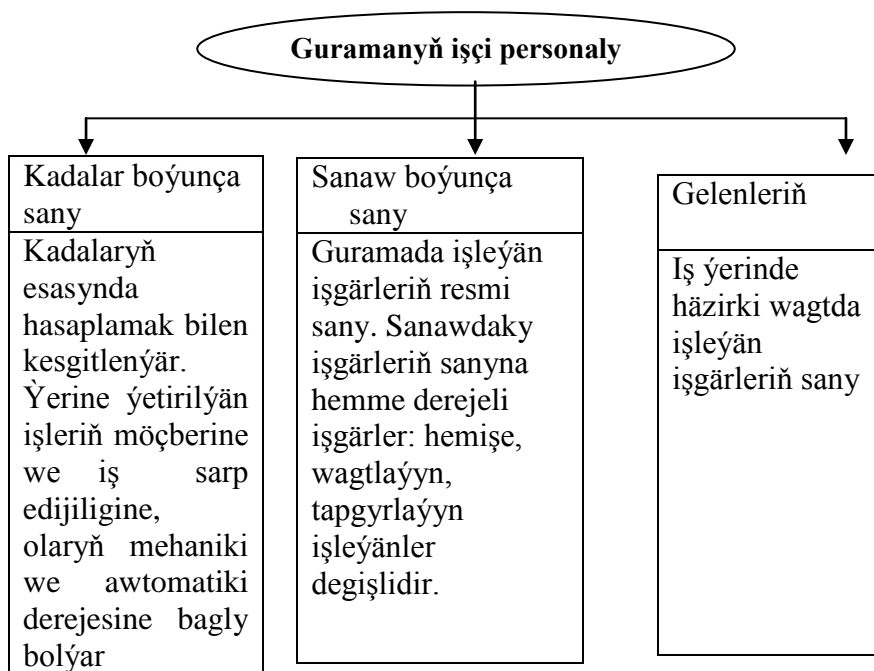 Guramanyň işçi personaly
Kadalar boýunça
sany
Kadalaryň
esasynda
hasaplamak bilen
kesgitlenýär.
Ỳerine ýetirilýän
işleriň möçberine
we iş sarp
edijiligine,
olaryň mehaniki
we awtomatiki
derejesine bagly
bolýar
Sanaw boýunça
sany
Guramada işleýän
işgärleriň resmi
sany. Sanawdaky
işgärleriň sanyna
hemme derejeli
işgärler: hemişe,
wagtlaýyn,
tapgyrlaýyn
işleýänler
degişlidir.
Gelenleriň
Iş ýerinde
häzirki wagtda
işleýän
işgärleriň sany